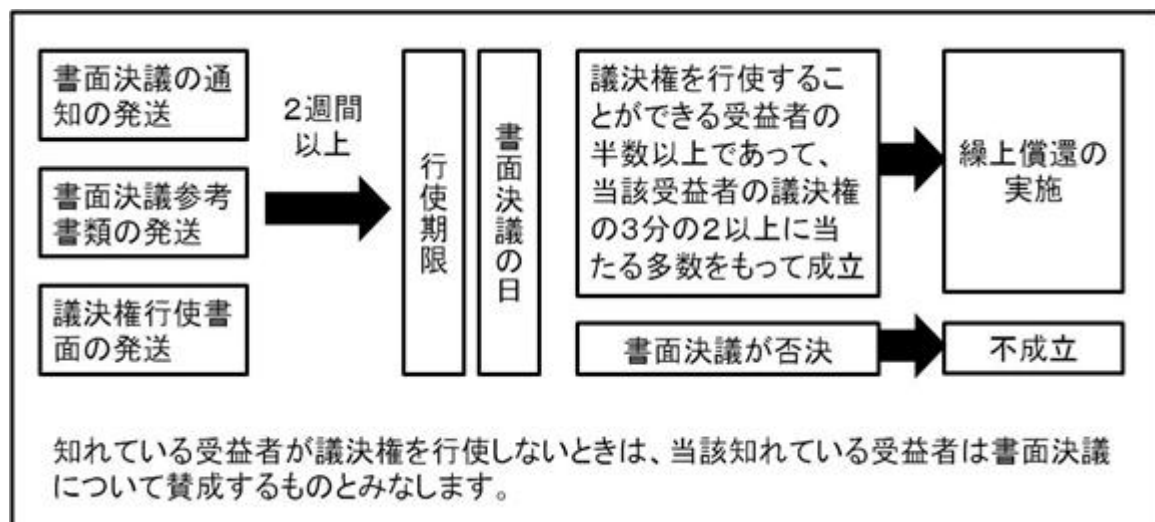 書面決議の通
知の発送
書面決議参考
書類の発送
議決権行使書
面の発送
2週間
以上
行使期限
書面決議の日
議決権を行使するこ
とができる受益者の
半数以上であって、
当該受益者の議決権
の3分の2以上に当
たる多数をもって成立
繰上償還の
実施
書面決議が否決
不成立
知れている受益者が議決権を行使しないときは、当該知れている受益者は書面決議
について賛成するものとみなします。